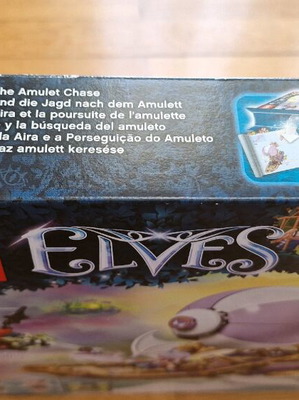 he Amulet Chase
nd die Jagd nach dem Amulett
ira et la poursuite de l'amulette
y la búsqueda del amuleto
la Aira e a Perseguição do Amuleto
az amulett keresése
ELVES